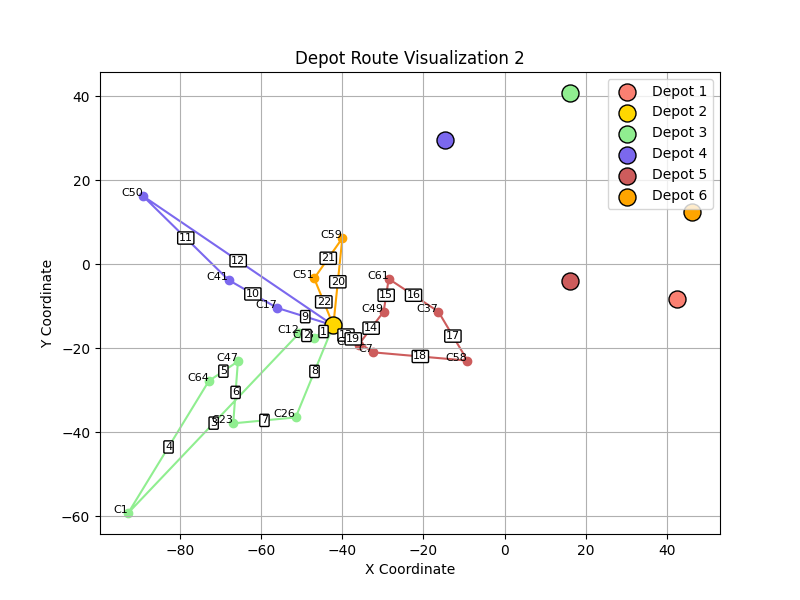 Depot Route Visualization 2
Depot 1
Depot 2
Depot 3
Depot 4
Depot 5
Depot 6
40
20
0
−20
−40
−60
−80
−60
−40
−20
0
20
40
X Coordinate
Y Coordinate
C50
C59
C51
C61
C41
C17
C49
C37
C12
C7
C58
C47
C64
C26
C23
C1
1
2
3
4
5
6
7
8
9
10
11
12
14
15
16
17
18
19
20
21
22